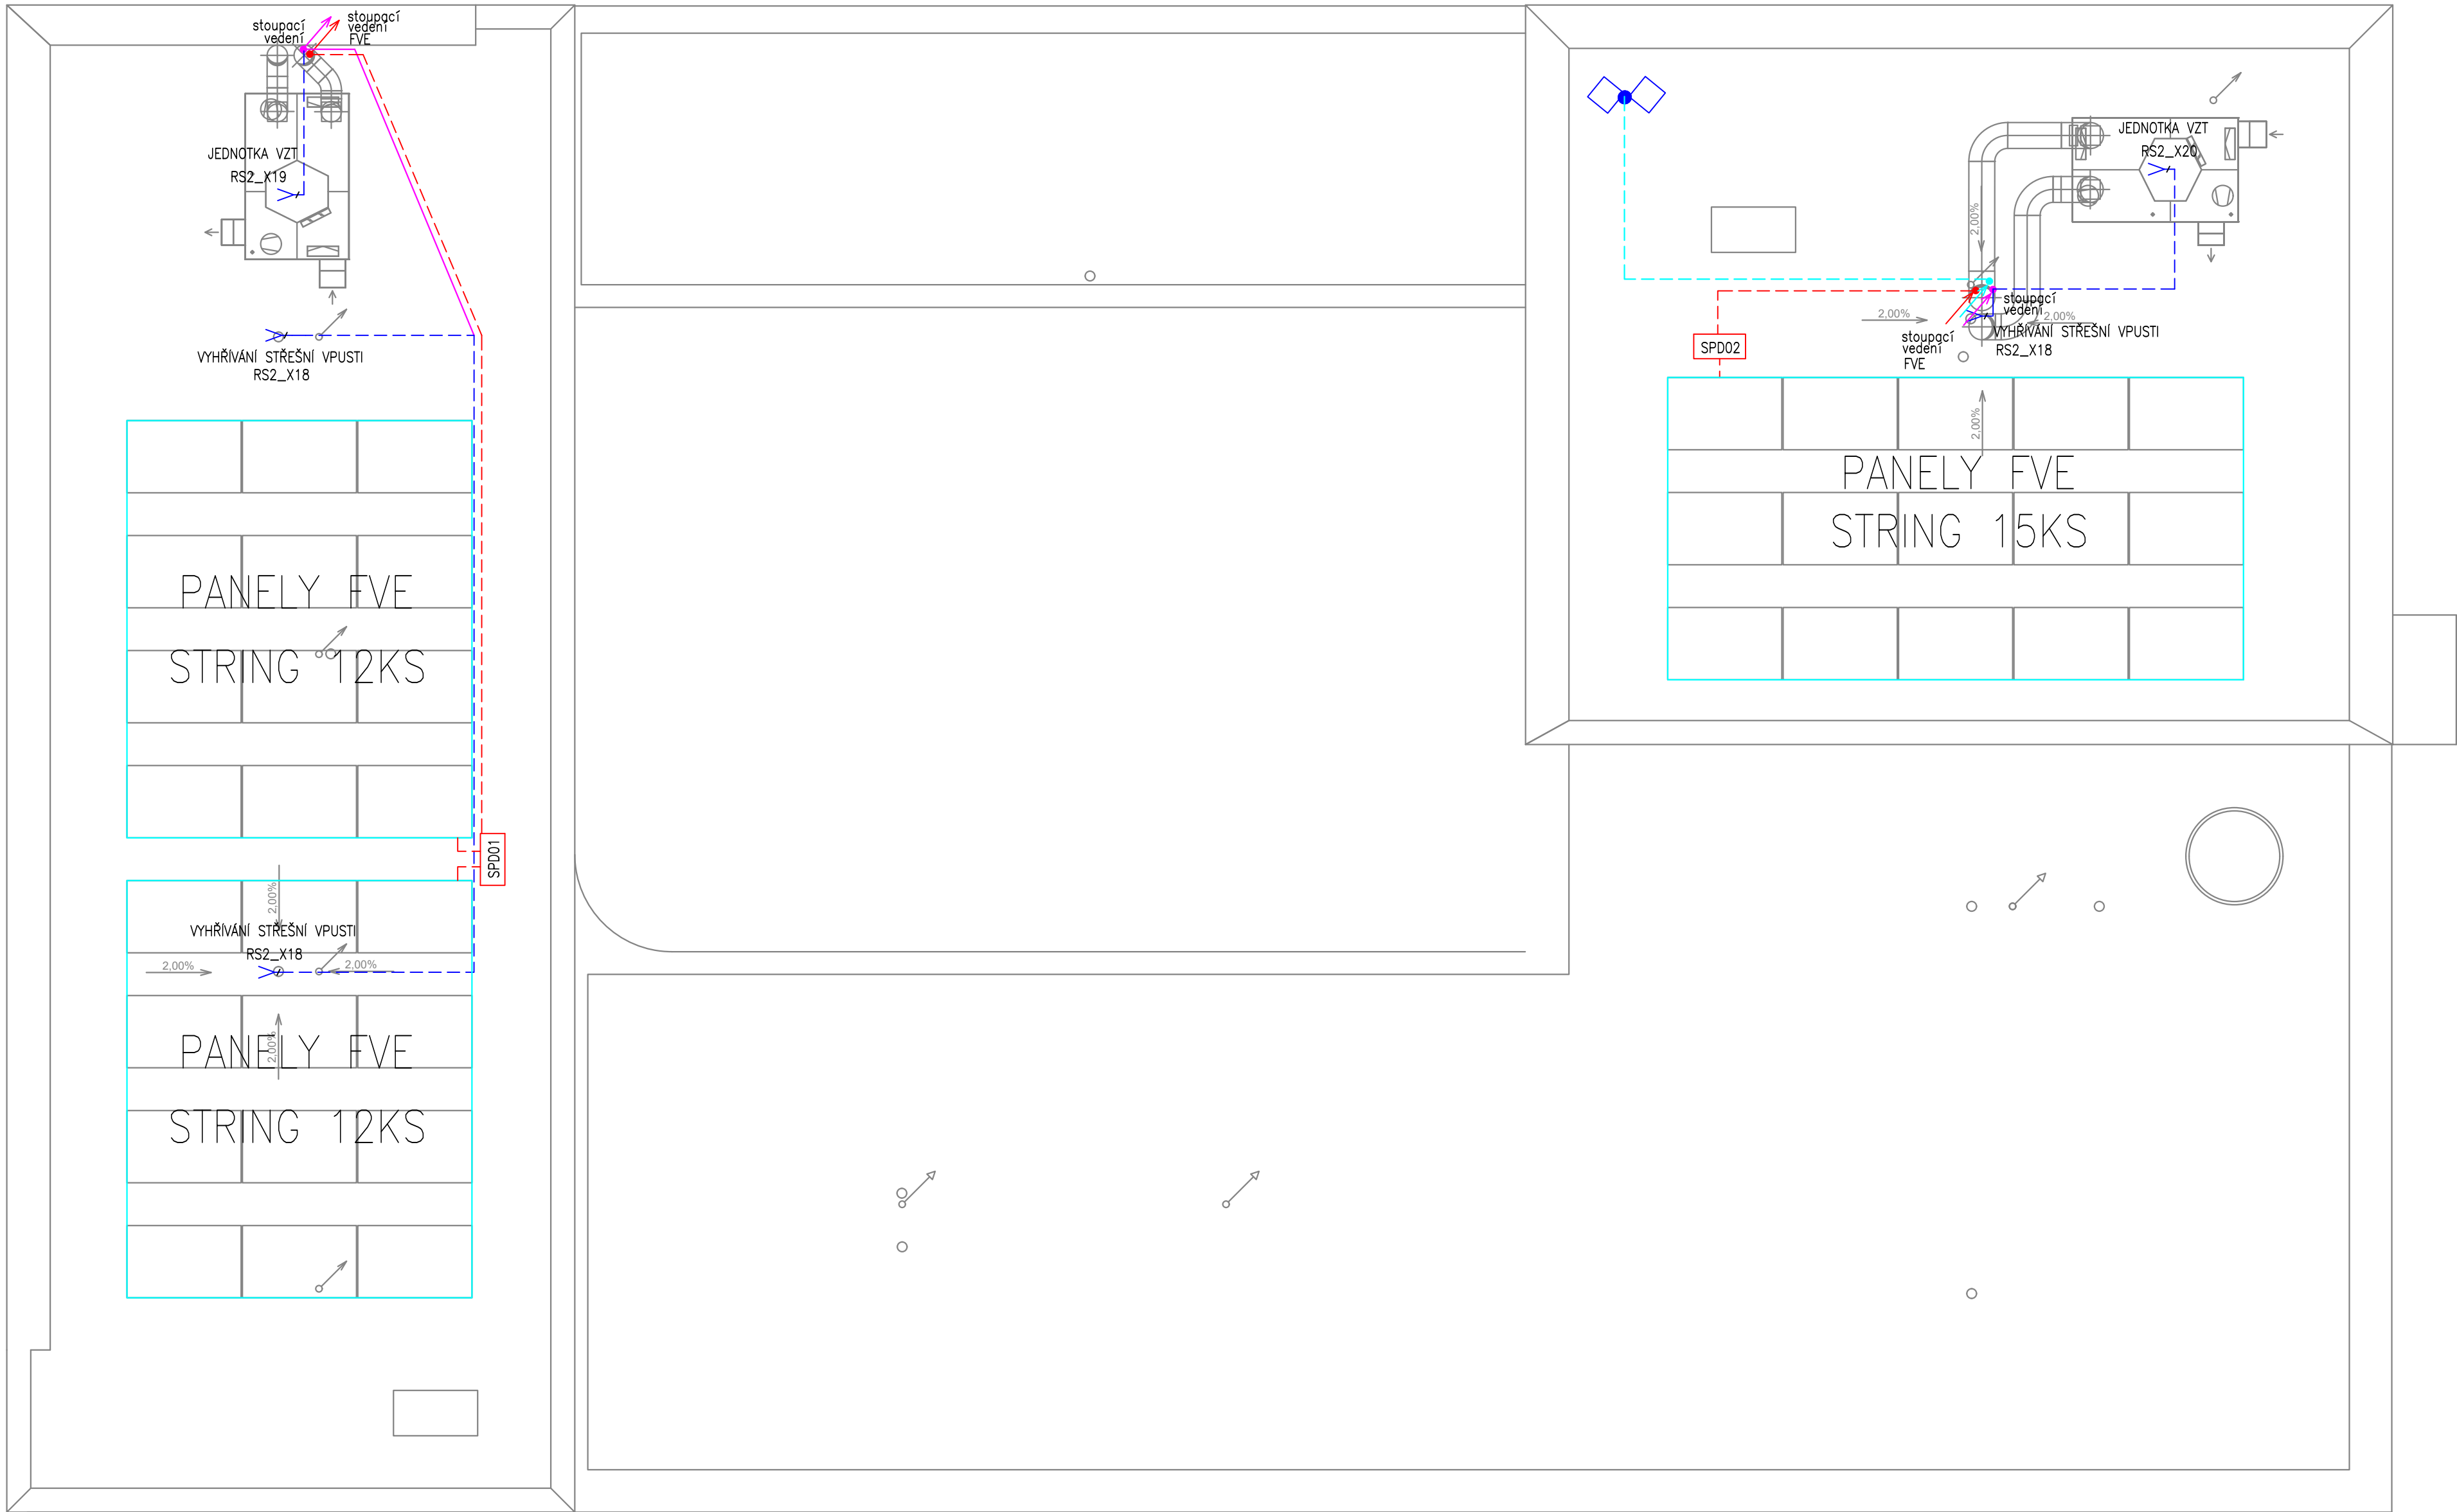 stoupací
vedení
stoupací
vedení
FVE
JEDNOTKA VZT
RS2_X19
VYHŘÍVÁNÍ STŘEŠNÍ VPUSTI
RS2_X18
PANELY FVE
STRING 12KS
SPD01
2,00%
VYHŘÍVÁNÍ STŘEŠNÍ VPUSTI
RS2_X18
2,00%
2,00%
2,00%
PANELY FVE
STRING 12KS
JEDNOTKA VZT
RS2_X20
2,00%
stoupací
vedení
2,00%
2,00%
VYHŘÍVÁNÍ STŘEŠNÍ VPUSTI
RS2_X18
stoupací
vedení
FVE
SPD02
2,00%
PANELY FVE
STRING 15KS